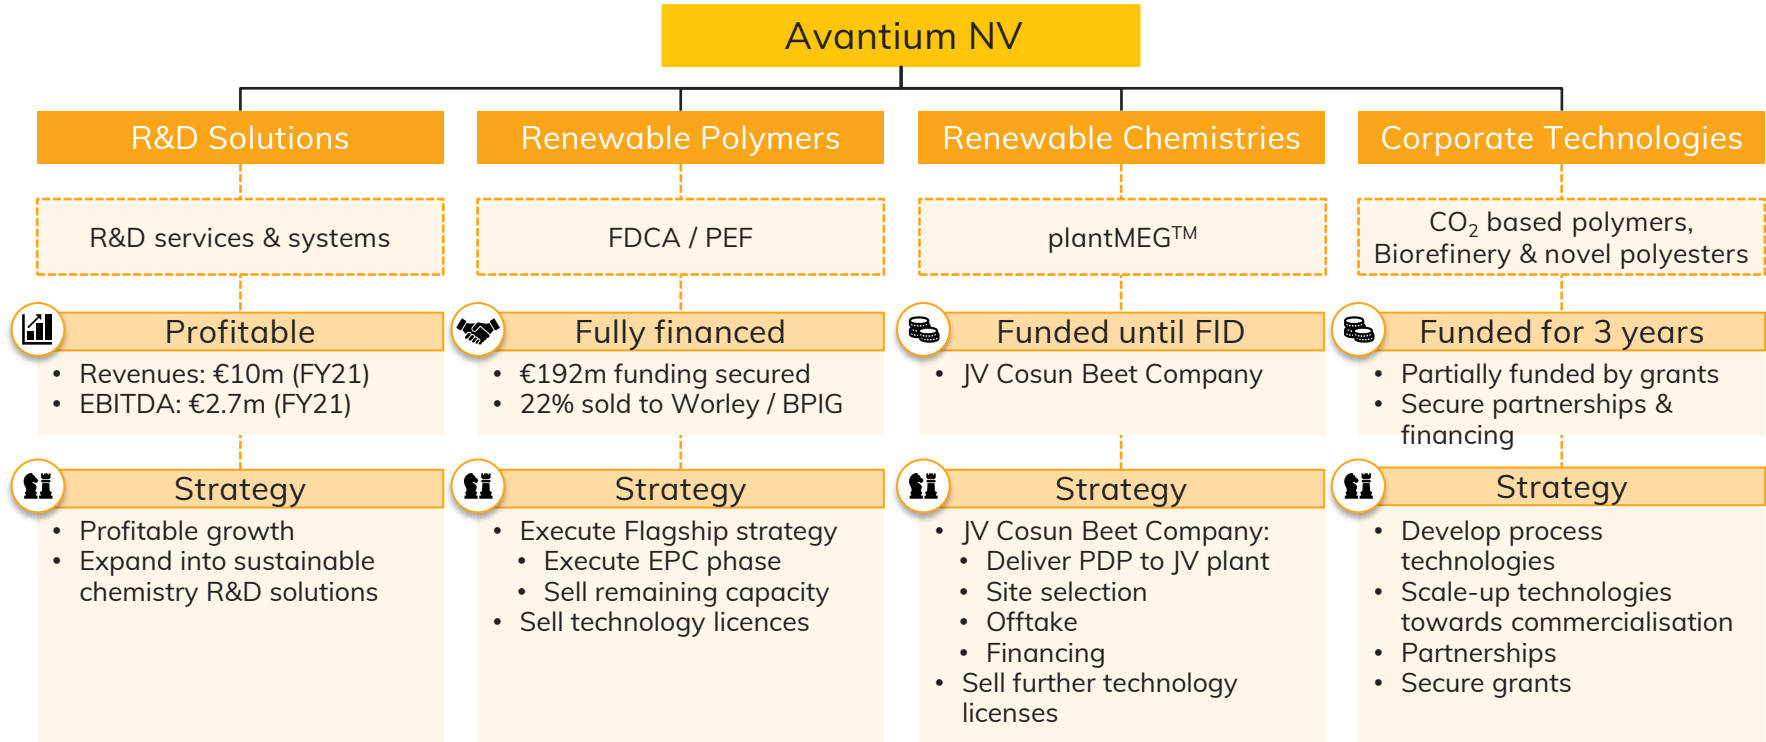 Avantium NV
R&D Solutions
Renewable Polymers
Renewable Chemistries
Corporate Technologies
R&D services & systems
FDCA / PEF
plantMEG™
CO₂ based polymers,
Biorefinery & novel polyesters
Profitable
• Revenues: €10m (FY21)
• EBITDA: €2.7m (FY21)
Fully financed
• €192m funding secured
• 22% sold to Worley / BPIG
Funded until FID
• JV Cosun Beet Company
Funded for 3 years
• Partially funded by grants
• Secure partnerships &
financing
Strategy
• Profitable growth
• Expand into sustainable
chemistry R&D solutions
Strategy
• Execute Flagship strategy
• Execute EPC phase
• Sell remaining capacity
• Sell technology licences
Strategy
• JV Cosun Beet Company:
• Deliver PDP to JV plant
• Site selection
• Offtake
• Financing
• Sell further technology
licenses
Strategy
• Develop process
technologies
• Scale-up technologies
towards commercialisation
• Partnerships
• Secure grants